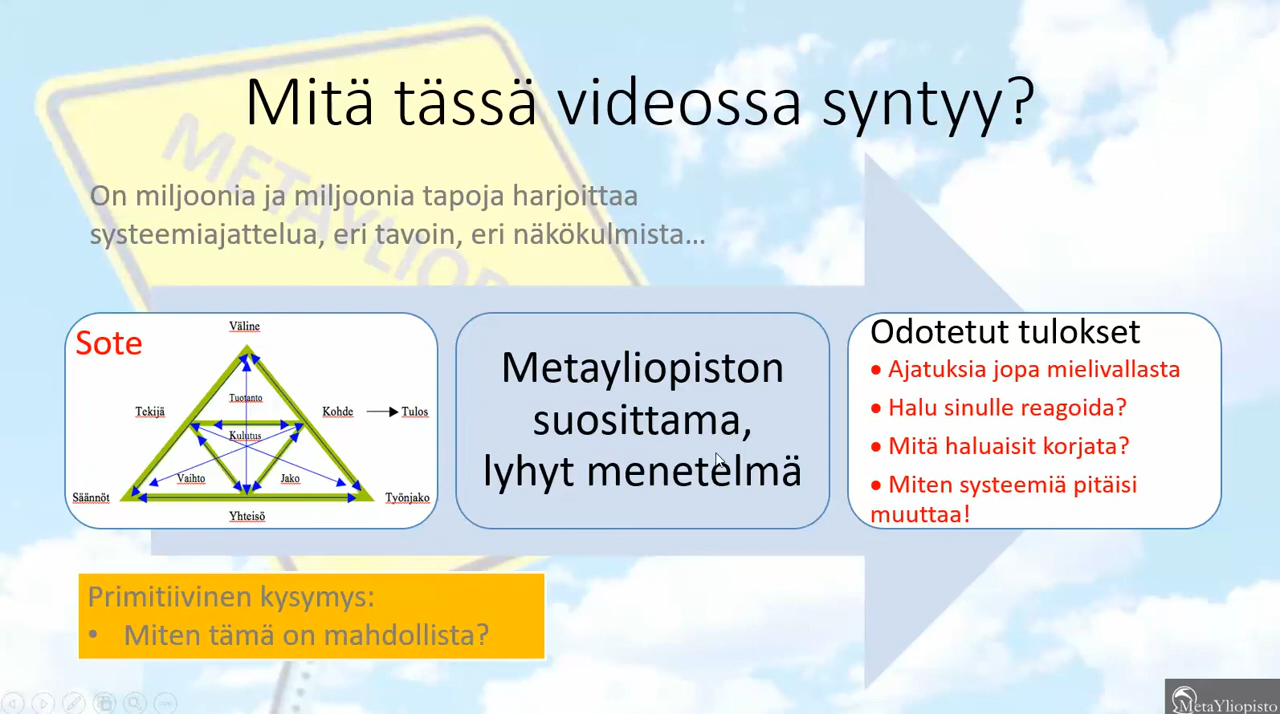 Mitä tässä videossa syntyy?
On miljoonia ja miljoonia tapoja harjoittaa
systeemiajattelua, eri tavoin, eri näkökulmista…
METAYLIOP
Sote
Väline
Tuotanto
Tekijä
Kohde
Tulos
Kulutus
Vaihto
Jako
Säännöt
Työnjako
Yhteisö
Metayliopiston
suosittama,
lyhyt menetelmä
Odotetut tulokset
• Ajatuksia jopa mielivallasta
• Halu sinulle reagoida?
• Mitä haluaisit korjata?
• Miten systeemiä pitäisi
muuttaa!
Primitiivinen kysymys:
• Miten tämä on mahdollista?
MetaYliopisto